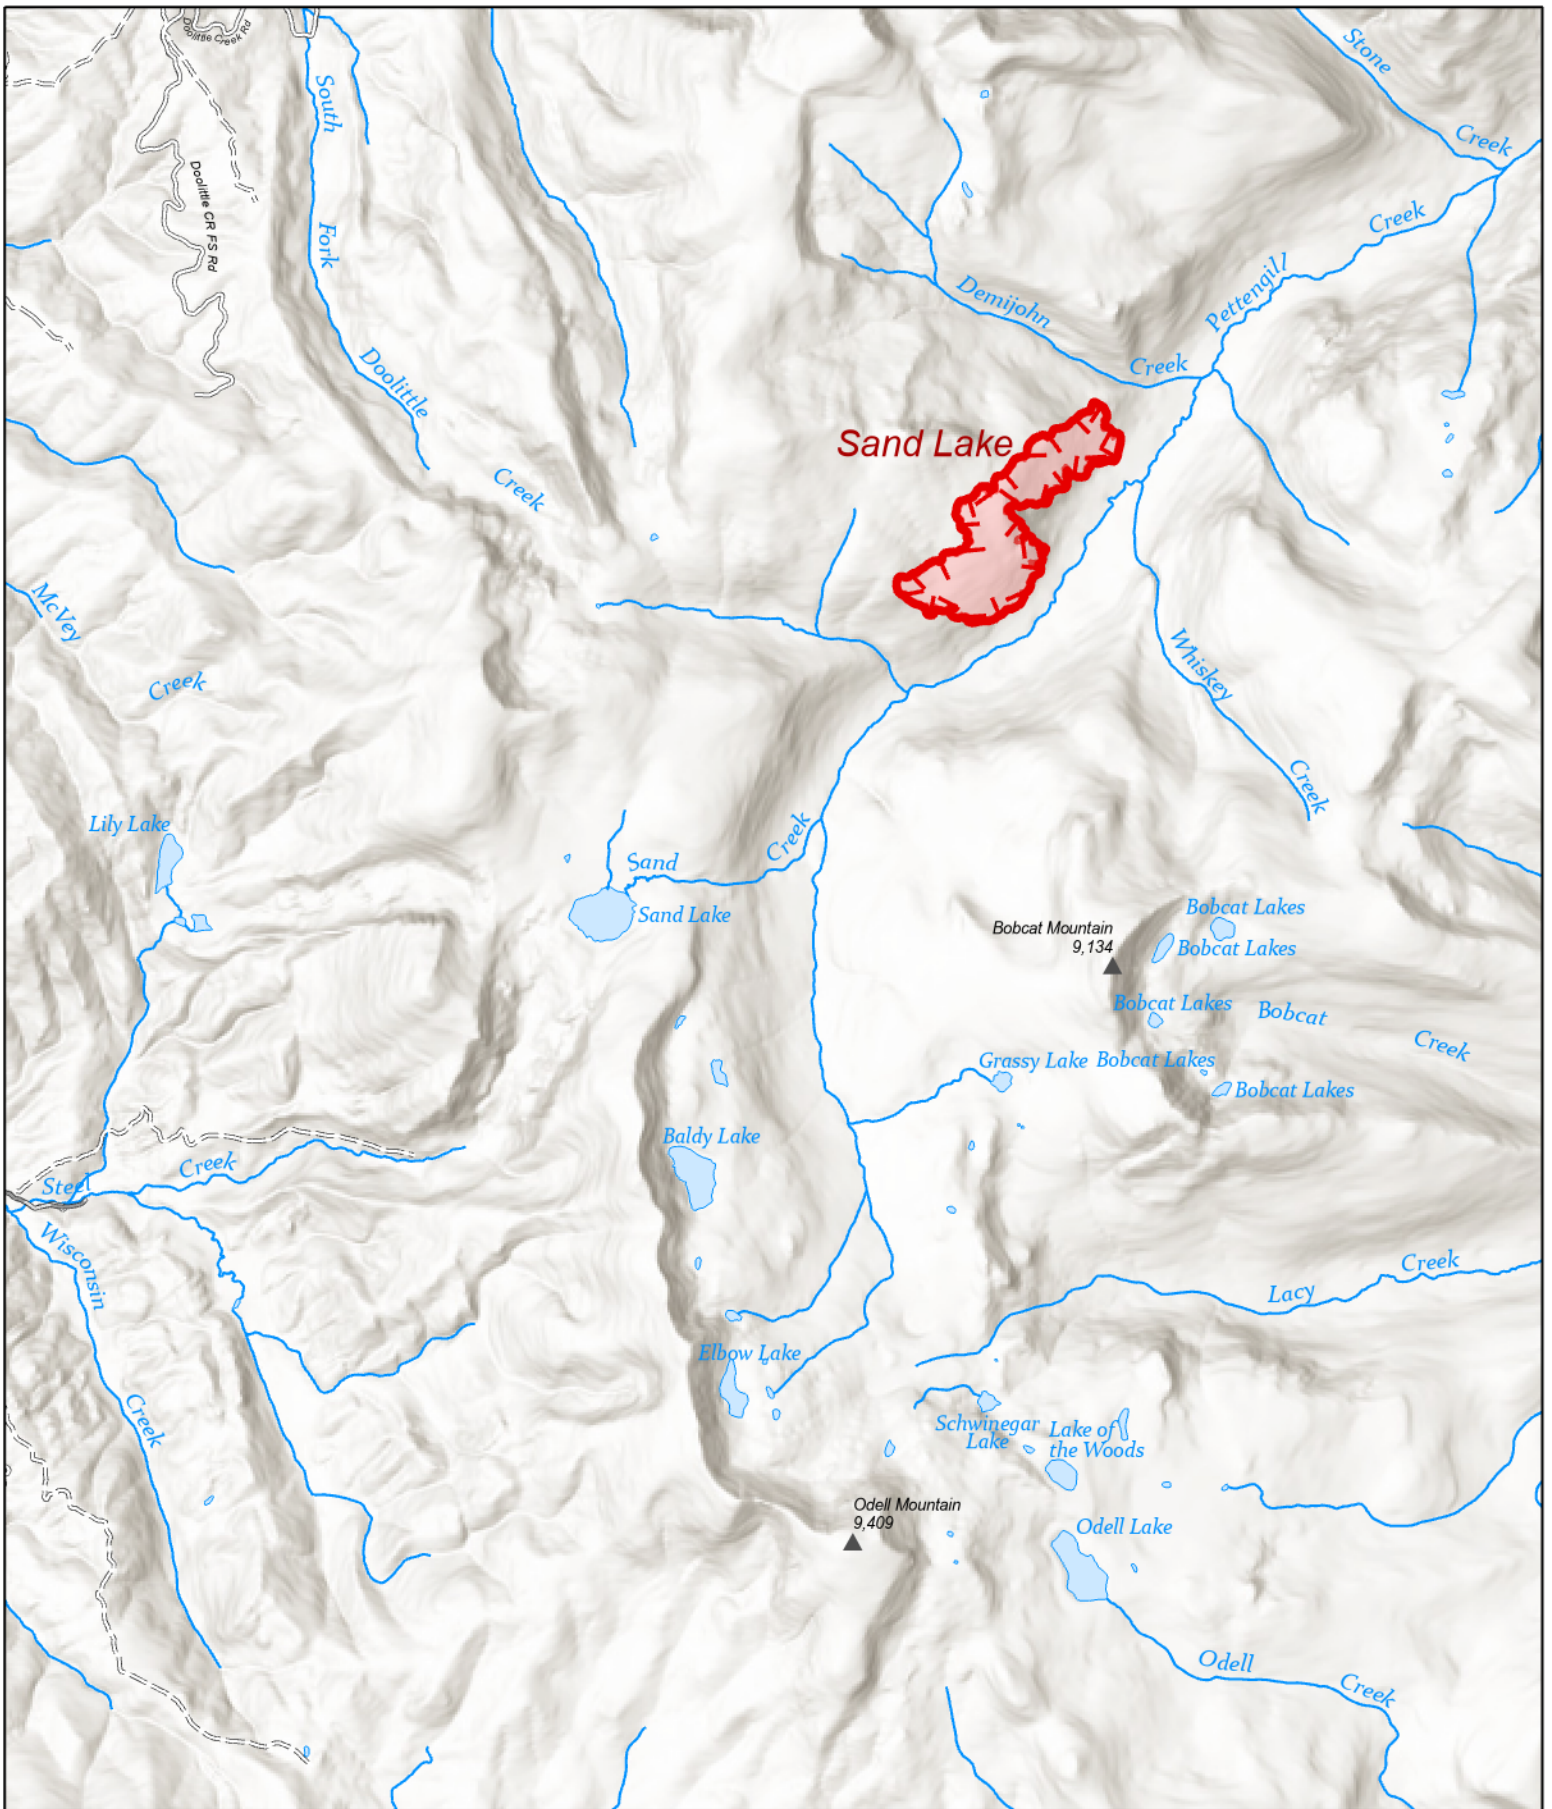 Doolittle Creek Rd
Stone
Creek
South
Fork
Doolittle
Creek
Doolittle CR FS Rd
Creek
Pettengill
Demijohn
Creek
Sand Lake
McVey
Creek
Whiskey
Creek
Lily Lake
Sand
Creek
Sand Lake
Bobcat Mountain
9,134
Bobcat Lakes
Bobcat Lakes
Bobcat Lakes
Bobcat
Creek
Grassy Lake
Bobcat Lakes
Bobcat Lakes
Baldy Lake
Steel
Creek
Wisconsin
Creek
Lacy
Creek
Elbow Lake
Schwinegar
Lake
Lake of
the Woods
Odell Mountain
9,409
Odell Lake
Odell
Creek